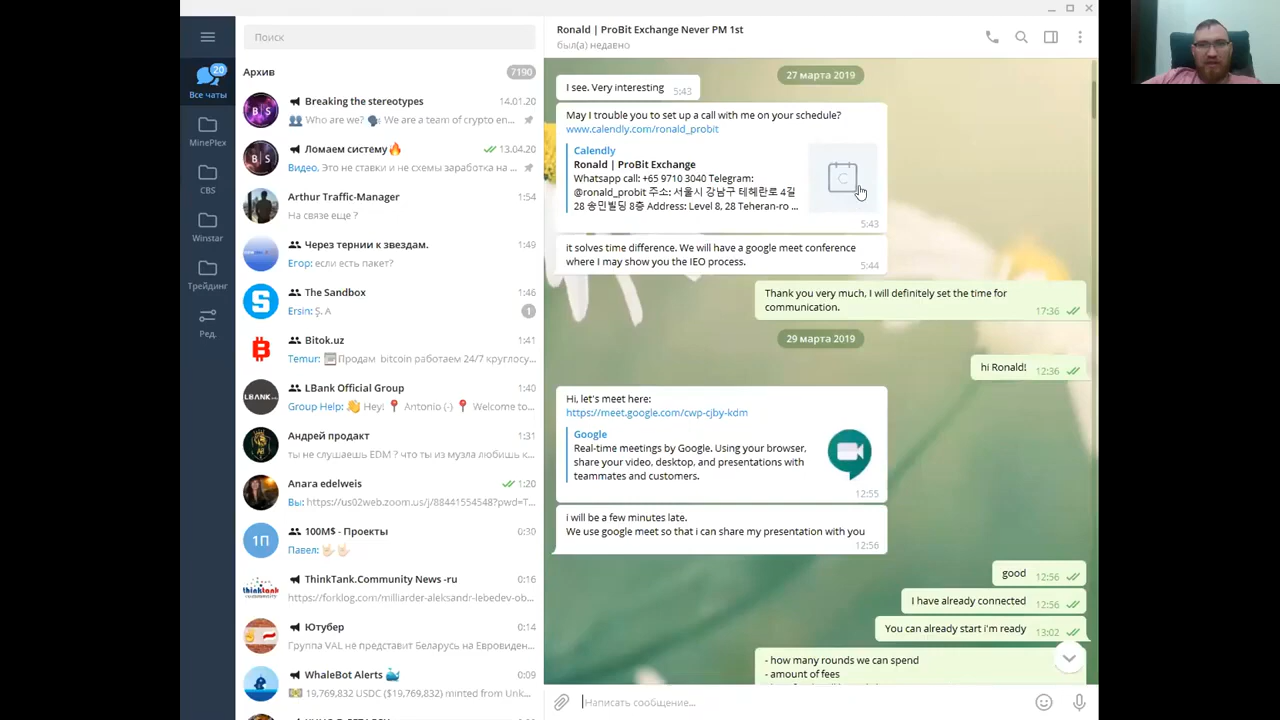 Все чаты
20
MinePlex
CBS
Winstar
Трейдинг
Ред.
Поиск
Архив
7190
Breaking the stereotypes
14.01.20
Who are we? 🗣 We are a team of crypto en...
Ломаем систему🔥
13.04.20
Видео. Это не ставки и не схемы заработка на ...
Arthur Traffic-Manager
1:54
На связе еще ?
Через тернии к звездам.
1:49
Егор: если есть пакет?
The Sandbox
1:46
Ersin: Ş. A
1
Bitok.uz
1:41
Temur: Продам bitcoin работаем 24/7 круглосу...
LBank Official Group
1:40
Group Help: 👋 Hey! 📍 Antonio (-) 📍 Welcome to...
Андрей продакт
1:31
ты не слушаешь EDM ? что ты из музла любишь к...
Anara edelweis
1:20
Вы: https://us02web.zoom.us/j/88441554548?pwd=T...
1П
100M$ - Проекты
0:30
Павел: 🤟🏻🤟🏻
ThinkTank.Community News -ru
0:16
https://forklog.com/milliarder-aleksandr-lebedev-ob...
Ютубер
0:14
Группа VAL не представит Беларусь на Евровиден...
WhaleBot Alerts 🐳
0:09
💵 19,769,832 USDC ($19,769,832) minted from Unk...
Ronald | ProBit Exchange Never PM 1st
был(а) недавно
27 марта 2019
I see. Very interesting 5:43
May I trouble you to set up a call with me on your schedule?
www.calendly.com/ronald_probit
Calendly
Ronald | ProBit Exchange
Whatsapp call: +65 9710 3040 Telegram:
@ronald_probit 주소: 서울시 강남구 테헤란로 4길
28 송민빌딩 8층 Address: Level 8, 28 Teheran-ro ...
5:43
it solves time difference. We will have a google meet conference
where I may show you the IEO process.
5:44
Thank you very much, I will definitely set the time for
communication.
17:36
29 марта 2019
hi Ronald! 12:36
Hi, let's meet here:
https://meet.google.com/cwp-cjby-kdm
Google
Real-time meetings by Google. Using your browser,
share your video, desktop, and presentations with
teammates and customers.
12:55
i will be a few minutes late.
We use google meet so that i can share my presentation with you
12:56
good 12:56
I have already connected 12:56
You can already start i'm ready 13:02
- how many rounds we can spend
- amount of fees
Написать сообщение...